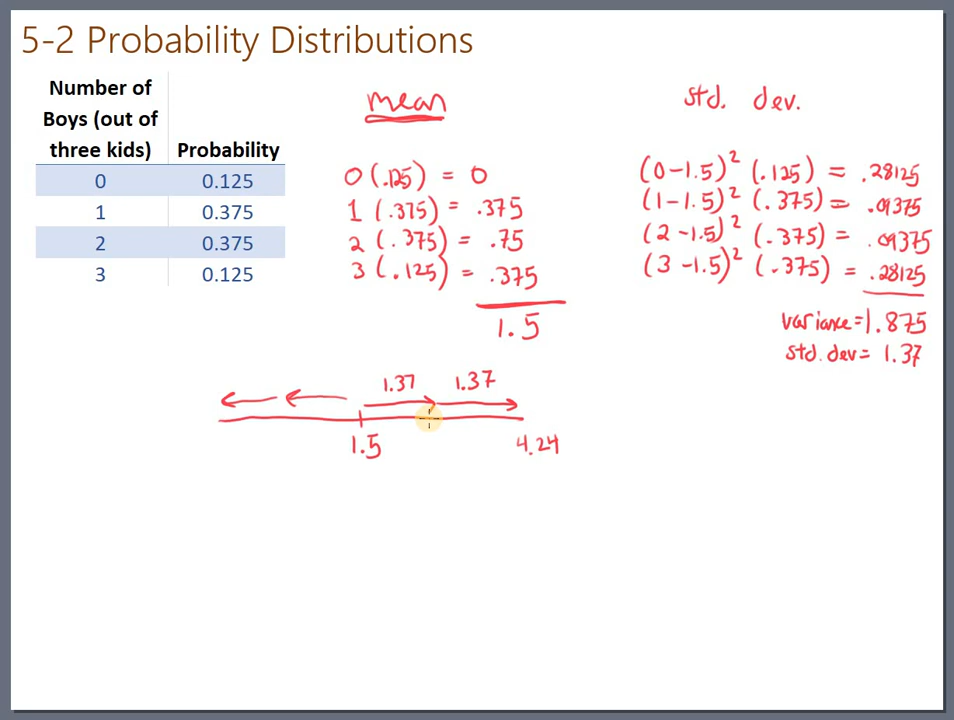 5-2 Probability Distributions
Number of
Boys (out of
three kids) Probability
0 0.125
1 0.375
2 0.375
3 0.125
mean
0 (.125) = 0
1 (.375) = .375
2 (.375) = .75
3 (.125) = .375
1.5
std. dev.
(0-1.5)² (.125) = .28125
(1-1.5)² (.375) = .09375
(2-1.5)² (.375) = .09375
(3-1.5)² (.375) = .28125
variance=1.875
std. dev= 1.37
1.37 1.37
1.5 4.24